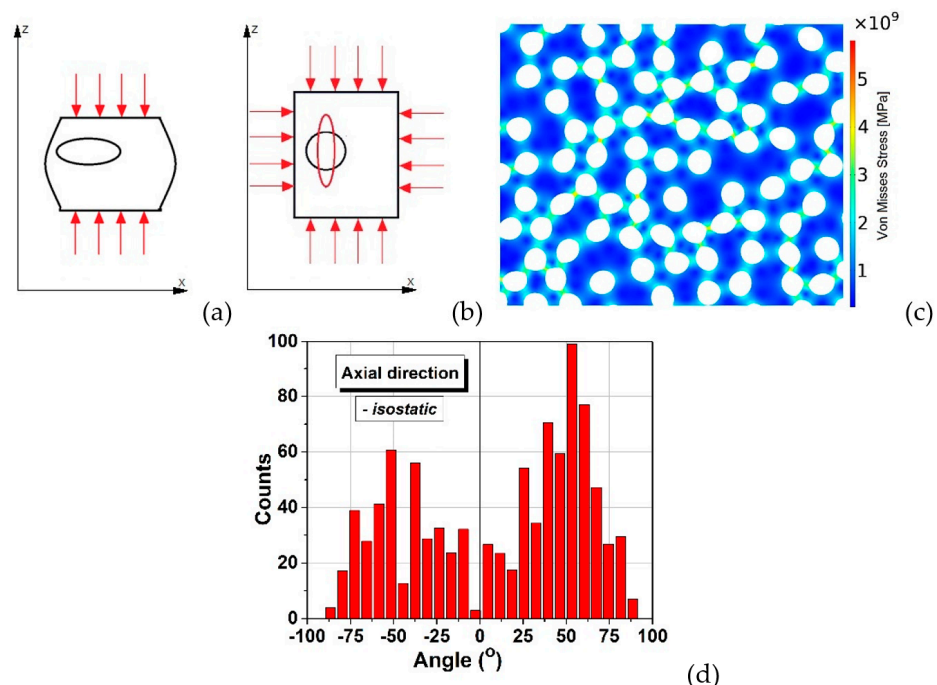 z
x
(a)
z
x
(b)
×10⁹
5
4
3
2
1
Von Misses Stress [MPa]
(c)
Axial direction
- isostatic
100
80
60
40
20
0
Counts
-100 -75 -50 -25 0 25 50 75 100
Angle (º)
(d)